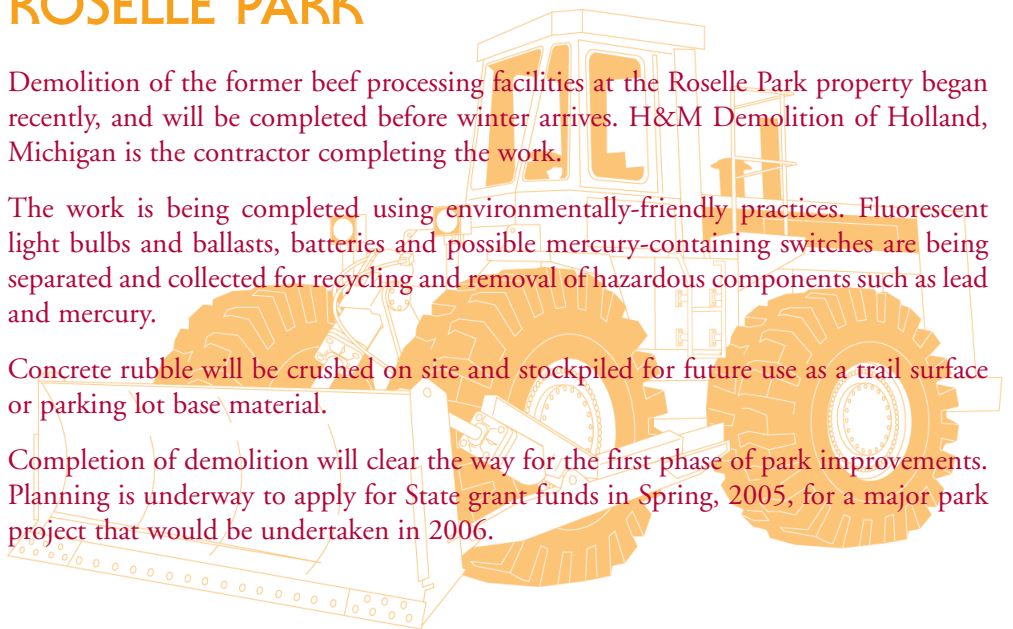 ROSELLE PARK
Demolition of the former beef processing facilities at the Roselle Park property began
recently, and will be completed before winter arrives. H&M Demolition of Holland,
Michigan is the contractor completing the work.
The work is being completed using environmentally-friendly practices. Fluorescent
light bulbs and ballasts, batteries and possible mercury-containing switches are being
separated and collected for recycling and removal of hazardous components such as lead
and mercury.
Concrete rubble will be crushed on site and stockpiled for future use as a trail surface
or parking lot base material.
Completion of demolition will clear the way for the first phase of park improvements.
Planning is underway to apply for State grant funds in Spring, 2005, for a major park
project that would be undertaken in 2006.